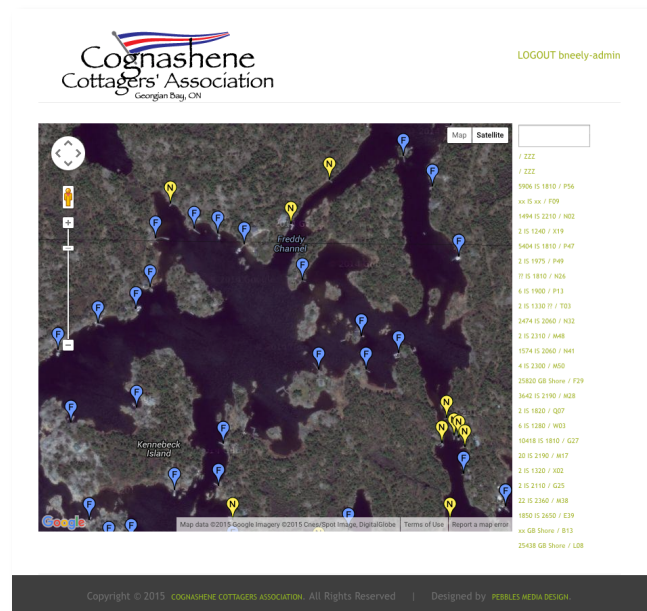 Cognashene
Cottagers' Association
Georgian Bay, ON
LOGOUT bneely-admin
Map
Satellite
F
N
N
F
N
F
F
F
F
Freddy
Channel
F
F
F
F
F
F
F
F
F
F
F
F
F
N
N
N
N
N
F
Kennebeck
Island
F
F
F
F
N
N
F
F
F
Google
Map data ©2015 Google Imagery ©2015 Cnes/Spot Image, DigitalGlobe
Terms of Use
Report a map error
/ ZZZ
/ ZZZ
5906 IS 1810 / P56
xx IS xx / F09
1494 IS 2210 / N02
2 IS 1240 / X19
5404 IS 1810 / P47
2 IS 1975 / P49
?? IS 1810 / N26
6 IS 1900 / P13
2 IS 1330 ?? / T03
2474 IS 2060 / N32
2 IS 2310 / M48
1574 IS 2060 / N41
4 IS 2300 / M50
25820 GB Shore / F29
3642 IS 2190 / M28
2 IS 1820 / Q07
6 IS 1280 / W03
10418 IS 1810 / G27
20 IS 2190 / M17
2 IS 1320 / X02
2 IS 2110 / G25
22 IS 2360 / M38
1850 IS 2650 / E39
xx GB Shore / B13
25438 GB Shore / L08
Copyright © 2015 COGNASHENE COTTAGERS ASSOCIATION. All Rights Reserved | Designed by PEBBLES MEDIA DESIGN.